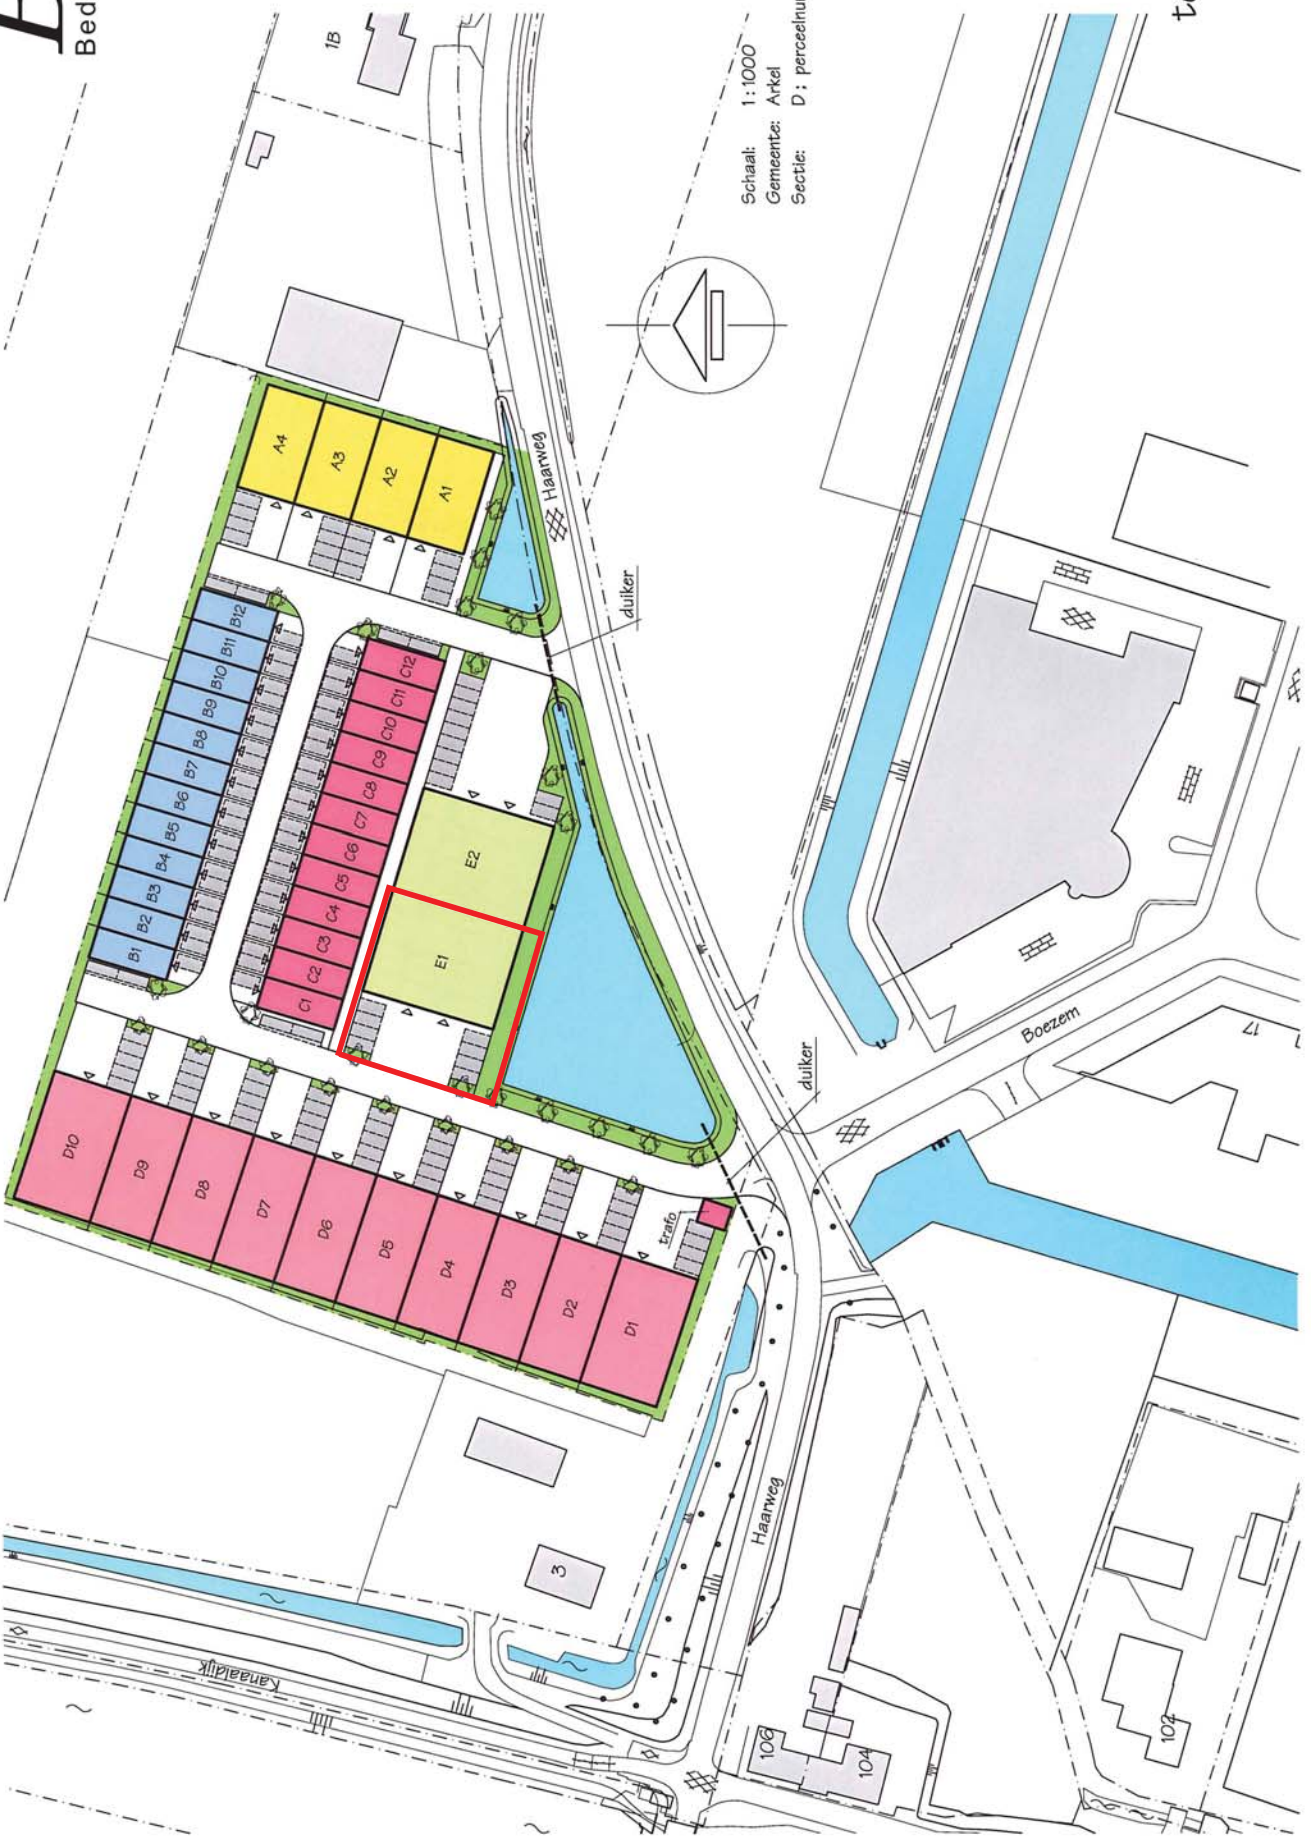 Bed
1B
Schaal: 1:1000
Gemeente: Arkel
Sectie: D; perceelnu
A4
A3
A2
A1
Haarweg
duiker
B1
B2
B3
B4
B5
B6
B7
B8
B9
B10
B11
B12
C1
C2
C3
C4
C5
C6
C7
C8
C9
C10
C11
C12
E2
E1
D10
D9
D8
D7
D6
D5
D4
D3
D2
D1
trafo
duiker
Boezem
17
Haarweg
3
Kanaaldijk
106
104
102